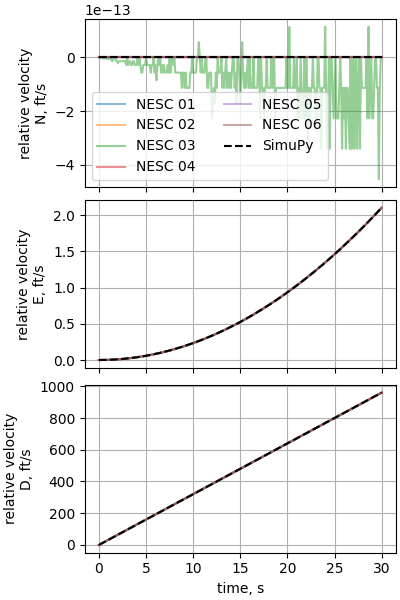 1e−13
relative velocity
N, ft/s
0
−2
−4
NESC 01
NESC 02
NESC 03
NESC 04
NESC 05
NESC 06
SimuPy
relative velocity
E, ft/s
2.0
1.5
1.0
0.5
0.0
relative velocity
D, ft/s
1000
800
600
400
200
0
0 5 10 15 20 25 30
time, s